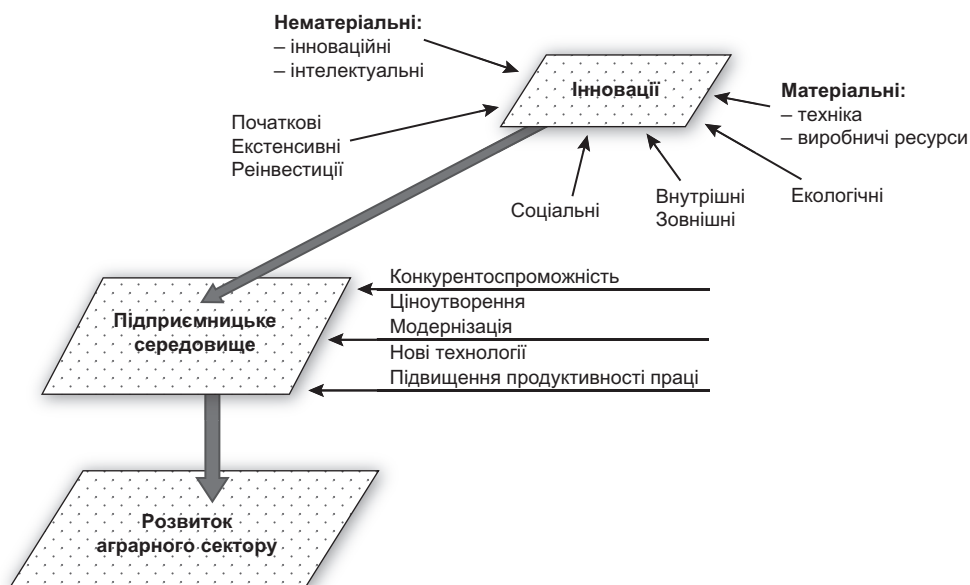 Нематеріальні:
– інноваційні
– інтелектуальні
Інновації
Матеріальні:
– техніка
– виробничі ресурси
Початкові
Екстенсивні
Реінвестиції
Соціальні
Внутрішні
Зовнішні
Екологічні
Підприємницьке
середовище
Конкурентоспроможність
Ціноутворення
Модернізація
Нові технології
Підвищення продуктивності праці
Розвиток
аграрного сектору